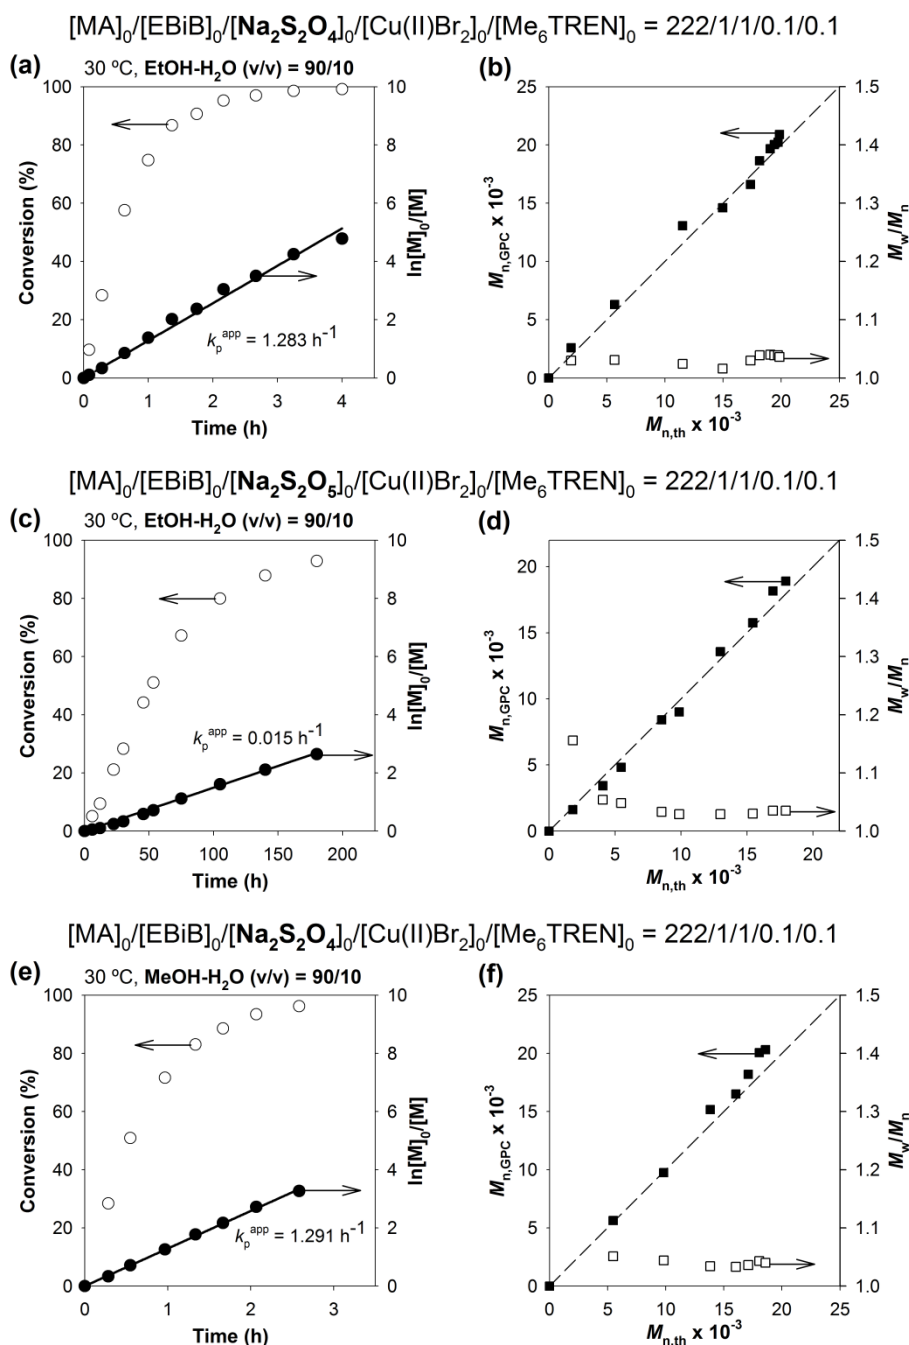 [MA]0/[EBiB]0/[Na2S2O4]0/[Cu(II)Br2]0/[Me6TREN]0 = 222/1/1/0.1/0.1
(a) 30 ºC, EtOH-H2O (v/v) = 90/10
Conversion (%)
100
80
60
40
20
0
10
8
6
4
2
0
ln[M]0/[M]
kp^app = 1.283 h^-1
0 1 2 3 4
Time (h)
(b)
Mn,GPC x 10^-3
25
20
15
10
5
0
1.5
1.4
1.3
1.2
1.1
1.0
Mw/Mn
0 5 10 15 20 25
Mn,th x 10^-3
[MA]0/[EBiB]0/[Na2S2O5]0/[Cu(II)Br2]0/[Me6TREN]0 = 222/1/1/0.1/0.1
(c) 30 ºC, EtOH-H2O (v/v) = 90/10
Conversion (%)
100
80
60
40
20
0
10
8
6
4
2
0
ln[M]0/[M]
kp^app = 0.015 h^-1
0 50 100 150 200
Time (h)
(d)
Mn,GPC x 10^-3
20
15
10
5
0
1.5
1.4
1.3
1.2
1.1
1.0
Mw/Mn
0 5 10 15 20
Mn,th x 10^-3
[MA]0/[EBiB]0/[Na2S2O4]0/[Cu(II)Br2]0/[Me6TREN]0 = 222/1/1/0.1/0.1
(e) 30 ºC, MeOH-H2O (v/v) = 90/10
Conversion (%)
100
80
60
40
20
0
10
8
6
4
2
0
ln[M]0/[M]
kp^app = 1.291 h^-1
0 1 2 3
Time (h)
(f)
Mn,GPC x 10^-3
25
20
15
10
5
0
1.5
1.4
1.3
1.2
1.1
1.0
Mw/Mn
0 5 10 15 20 25
Mn,th x 10^-3